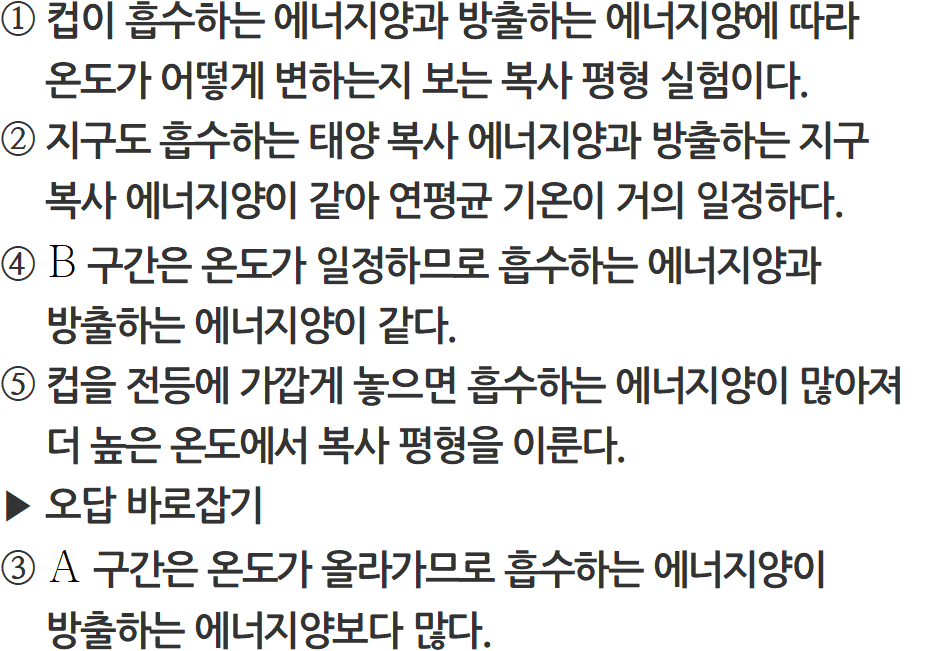 ① 컵이 흡수하는 에너지양과 방출하는 에너지양에 따라
온도가 어떻게 변하는지 보는 복사 평형 실험이다.
② 지구도 흡수하는 태양 복사 에너지양과 방출하는 지구
복사 에너지양이 같아 연평균 기온이 거의 일정하다.
④ B 구간은 온도가 일정하므로 흡수하는 에너지양과
방출하는 에너지양이 같다.
⑤ 컵을 전등에 가깝게 놓으면 흡수하는 에너지양이 많아져
더 높은 온도에서 복사 평형을 이룬다.
▶ 오답 바로잡기
③ A 구간은 온도가 올라가므로 흡수하는 에너지양이
방출하는 에너지양보다 많다.